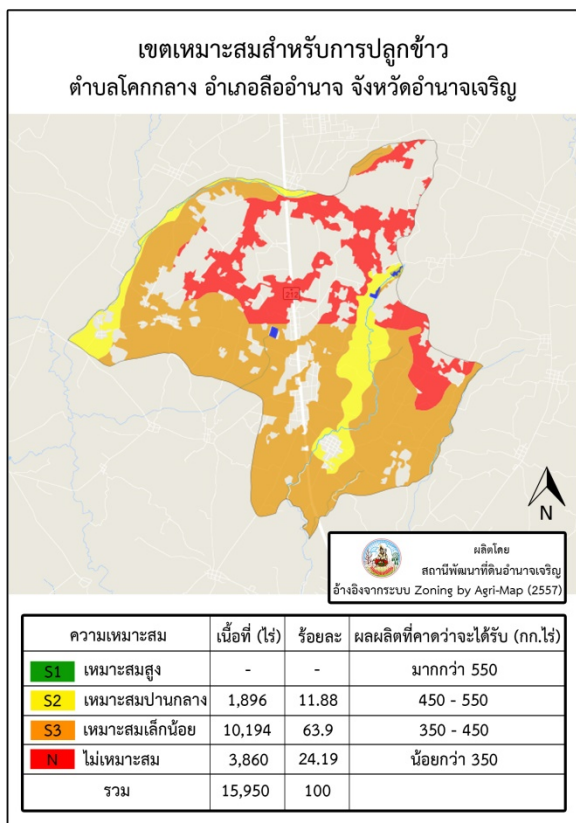 เขตเหมาะสมสำหรับการปลูกข้าว
ตำบลโคกกลาง อำเภอลืออำนาจ จังหวัดอำนาจเจริญ
212
N
ผลิตโดย
สถานีพัฒนาที่ดินอำนาจเจริญ
อ้างอิงจากระบบ Zoning by Agri-Map (2557)
ความเหมาะสม เนื้อที่ (ไร่) ร้อยละ ผลผลิตที่คาดว่าจะได้รับ (กก.ไร่)
S1 เหมาะสมสูง - - มากกว่า 550
S2 เหมาะสมปานกลาง 1,896 11.88 450 - 550
S3 เหมาะสมเล็กน้อย 10,194 63.9 350 - 450
N ไม่เหมาะสม 3,860 24.19 น้อยกว่า 350
รวม 15,950 100